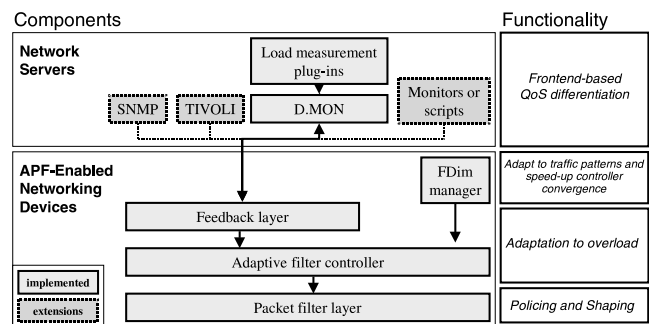 Components
Functionality
Network
Servers
Load measurement
plug-ins
SNMP
TIVOLI
D.MON
Monitors or
scripts
Frontend-based
QoS differentiation
APF-Enabled
Networking
Devices
FDim
manager
Adapt to traffic patterns and
speed-up controller
convergence
Feedback layer
Adaptive filter controller
Adaptation to overload
implemented
extensions
Packet filter layer
Policing and Shaping